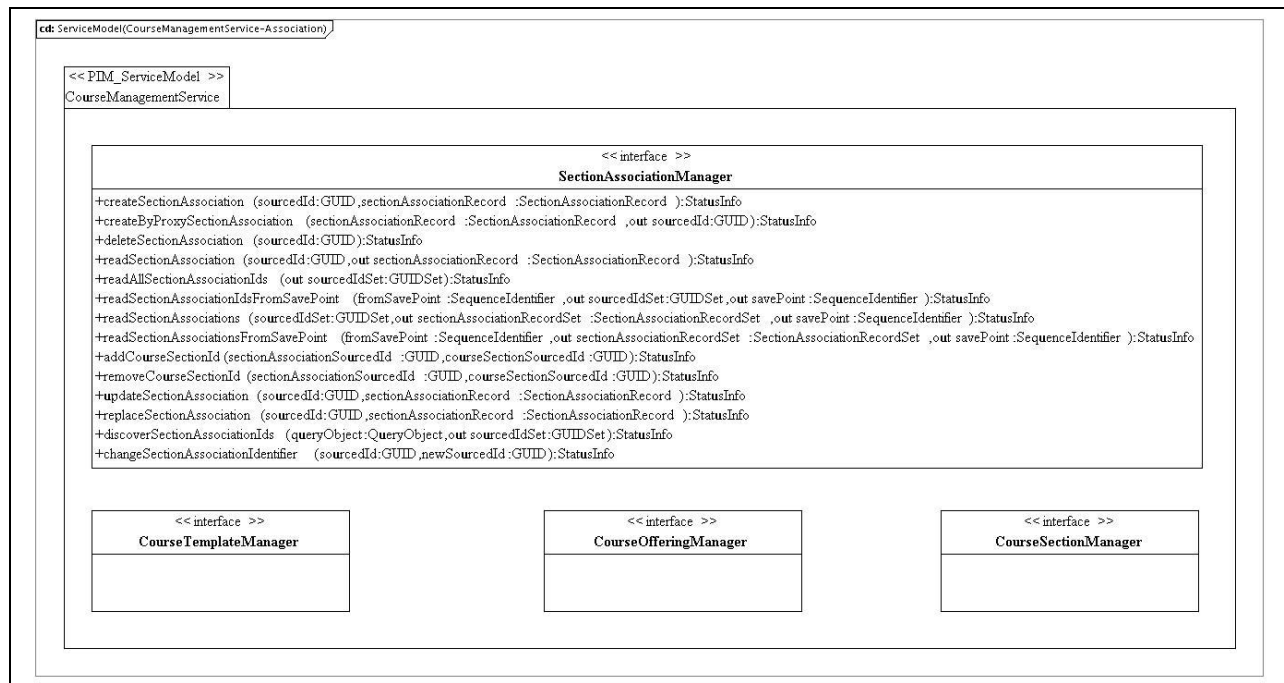 cd: ServiceModel(CourseManagementService-Association)
<< PIM_ServiceModel >>
CourseManagementService
<< interface >>
SectionAssociationManager
+createSectionAssociation (sourcedId:GUID,sectionAssociationRecord :SectionAssociationRecord ):StatusInfo
+createByProxySectionAssociation (sectionAssociationRecord :SectionAssociationRecord ,out sourcedId:GUID):StatusInfo
+deleteSectionAssociation (sourcedId:GUID):StatusInfo
+readSectionAssociation (sourcedId:GUID,out sectionAssociationRecord :SectionAssociationRecord ):StatusInfo
+readAllSectionAssociationIds (out sourcedIdSet:GUIDSet):StatusInfo
+readSectionAssociationIdsFromSavePoint (fromSavePoint :SequenceIdentifier ,out sourcedIdSet:GUIDSet,out savePoint :SequenceIdentifier ):StatusInfo
+readSectionAssociations (sourcedIdSet:GUIDSet,out sectionAssociationRecordSet :SectionAssociationRecordSet ,out savePoint :SequenceIdentifier ):StatusInfo
+readSectionAssociationsFromSavePoint (fromSavePoint :SequenceIdentifier ,out sectionAssociationRecordSet :SectionAssociationRecordSet ,out savePoint :SequenceIdentifier ):StatusInfo
+addCourseSectionId (sectionAssociationSourcedId :GUID,courseSectionSourcedId :GUID):StatusInfo
+removeCourseSectionId (sectionAssociationSourcedId :GUID,courseSectionSourcedId :GUID):StatusInfo
+updateSectionAssociation (sourcedId:GUID,sectionAssociationRecord :SectionAssociationRecord ):StatusInfo
+replaceSectionAssociation (sourcedId:GUID,sectionAssociationRecord :SectionAssociationRecord ):StatusInfo
+discoverSectionAssociationIds (queryObject:QueryObject,out sourcedIdSet:GUIDSet):StatusInfo
+changeSectionAssociationIdentifier (sourcedId:GUID,newSourcedId:GUID):StatusInfo
<< interface >>
CourseTemplateManager
<< interface >>
CourseOfferingManager
<< interface >>
CourseSectionManager